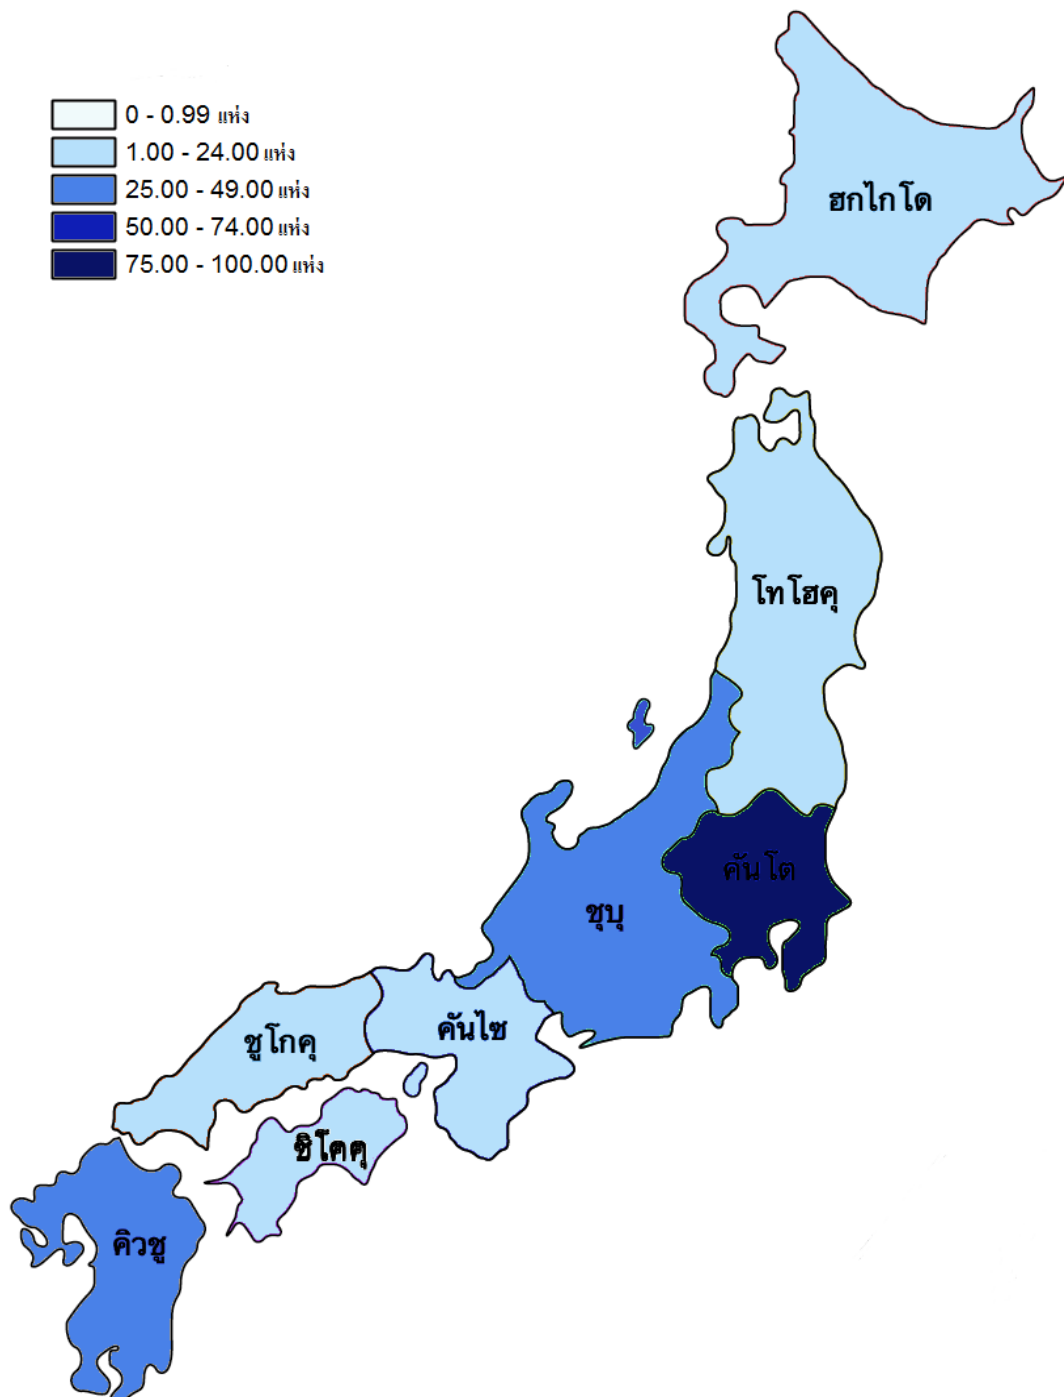 0 - 0.99 แห่ง
1.00 - 24.00 แห่ง
25.00 - 49.00 แห่ง
50.00 - 74.00 แห่ง
75.00 - 100.00 แห่ง
ฮกไกโด
โทโฮคุ
คันโต
ชุบุ
คันไซ
ชูโกคุ
ชิโคคุ
คิวชู